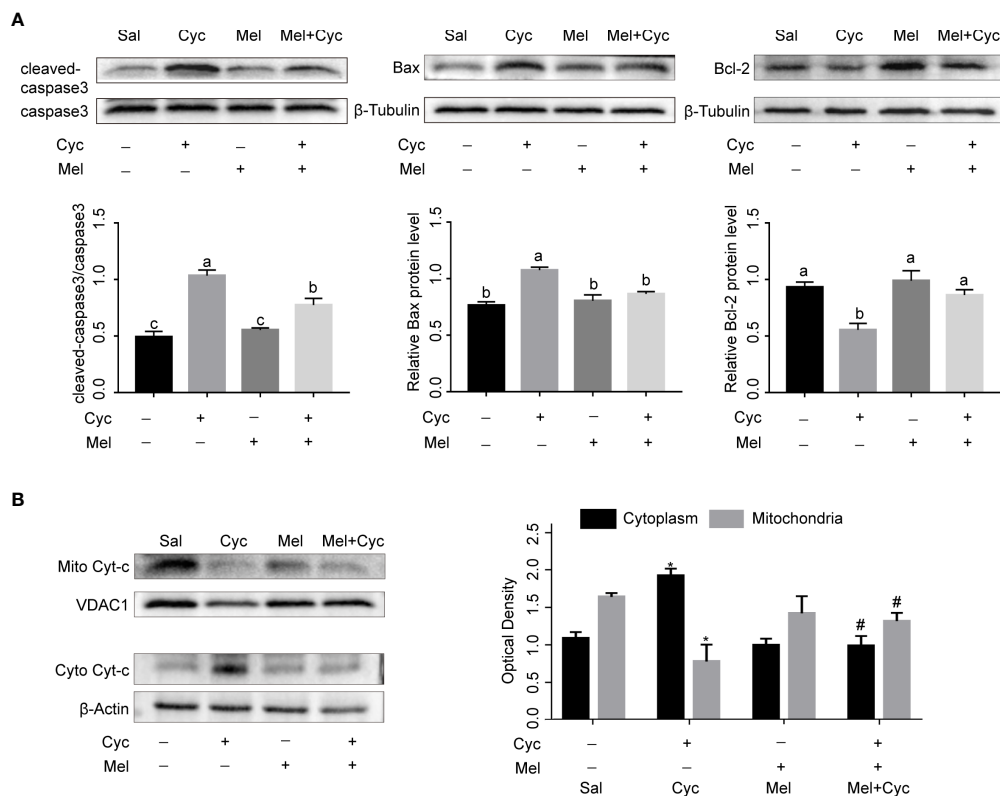 A
Sal Cyc Mel Mel+Cyc
cleaved-
caspase3
caspase3
Cyc – + – +
Mel – – + +
cleaved-caspase3/caspase3
1.5
1.0
0.5
0.0
c a c b
Cyc – + – +
Mel – – + +
Sal Cyc Mel Mel+Cyc
Bax
β-Tubulin
Cyc – + – +
Mel – – + +
Relative Bax protein level
1.5
1.0
0.5
0.0
b a b b
Cyc – + – +
Mel – – + +
Sal Cyc Mel Mel+Cyc
Bcl-2
β-Tubulin
Cyc – + – +
Mel – – + +
Relative Bcl-2 protein level
1.5
1.0
0.5
0.0
a b a a
Cyc – + – +
Mel – – + +
B
Sal Cyc Mel Mel+Cyc
Mito Cyt-c
VDAC1
Cyto Cyt-c
β-Actin
Cyc – + – +
Mel – – + +
Cytoplasm Mitochondria
Optical Density
2.5
2.0
1.5
1.0
0.5
0.0
* * # #
Cyc – + – +
Mel – – + +
Sal Cyc Mel Mel+Cyc